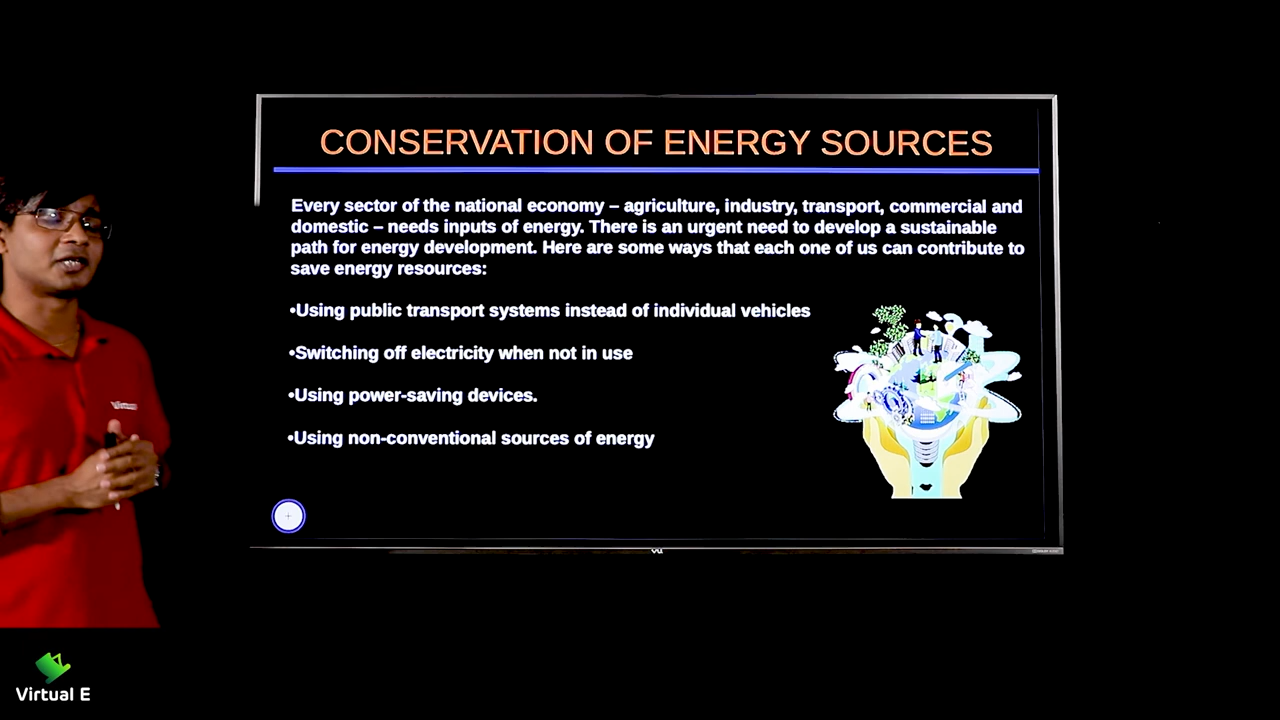 CONSERVATION OF ENERGY SOURCES
Every sector of the national economy – agriculture, industry, transport, commercial and
domestic – needs inputs of energy. There is an urgent need to develop a sustainable
path for energy development. Here are some ways that each one of us can contribute to
save energy resources:
•Using public transport systems instead of individual vehicles
•Switching off electricity when not in use
•Using power-saving devices.
•Using non-conventional sources of energy
Virtual E